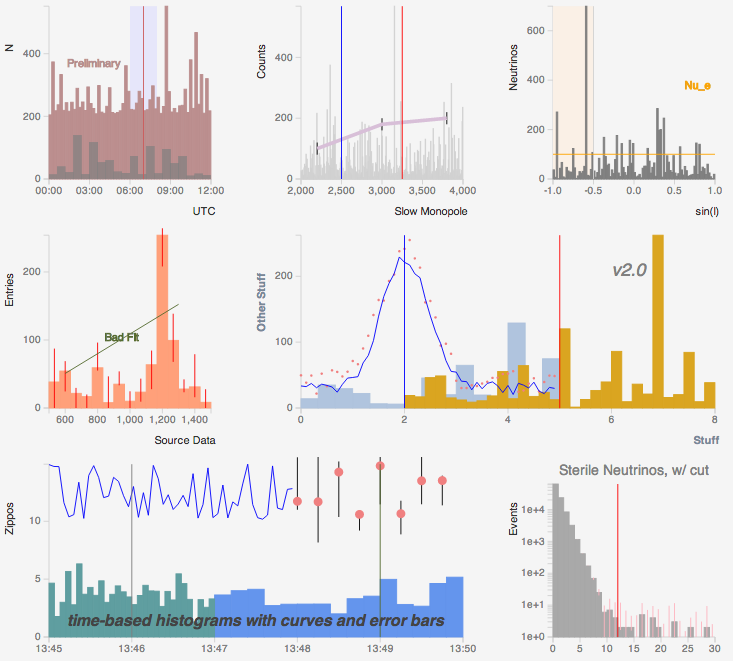 N
400
200
0
Preliminary
00:00 03:00 06:00 09:00 12:00
UTC
Counts
400
200
0
2,000 2,500 3,000 3,500 4,000
Slow Monopole
Neutrinos
600
400
200
0
Nu_e
-1.0 -0.5 0.0 0.5 1.0
sin(l)
Entries
200
100
0
Bad Fit
600 800 1,000 1,200 1,400
Source Data
Other Stuff
200
100
0
v2.0
0 2 4 6 8
Stuff
Zippos
10
5
0
time-based histograms with curves and error bars
13:45 13:46 13:47 13:48 13:49 13:50
Sterile Neutrinos, w/ cut
Events
1e+4
1e+3
1e+2
1e+1
1e+0
0 5 10 15 20 25 30